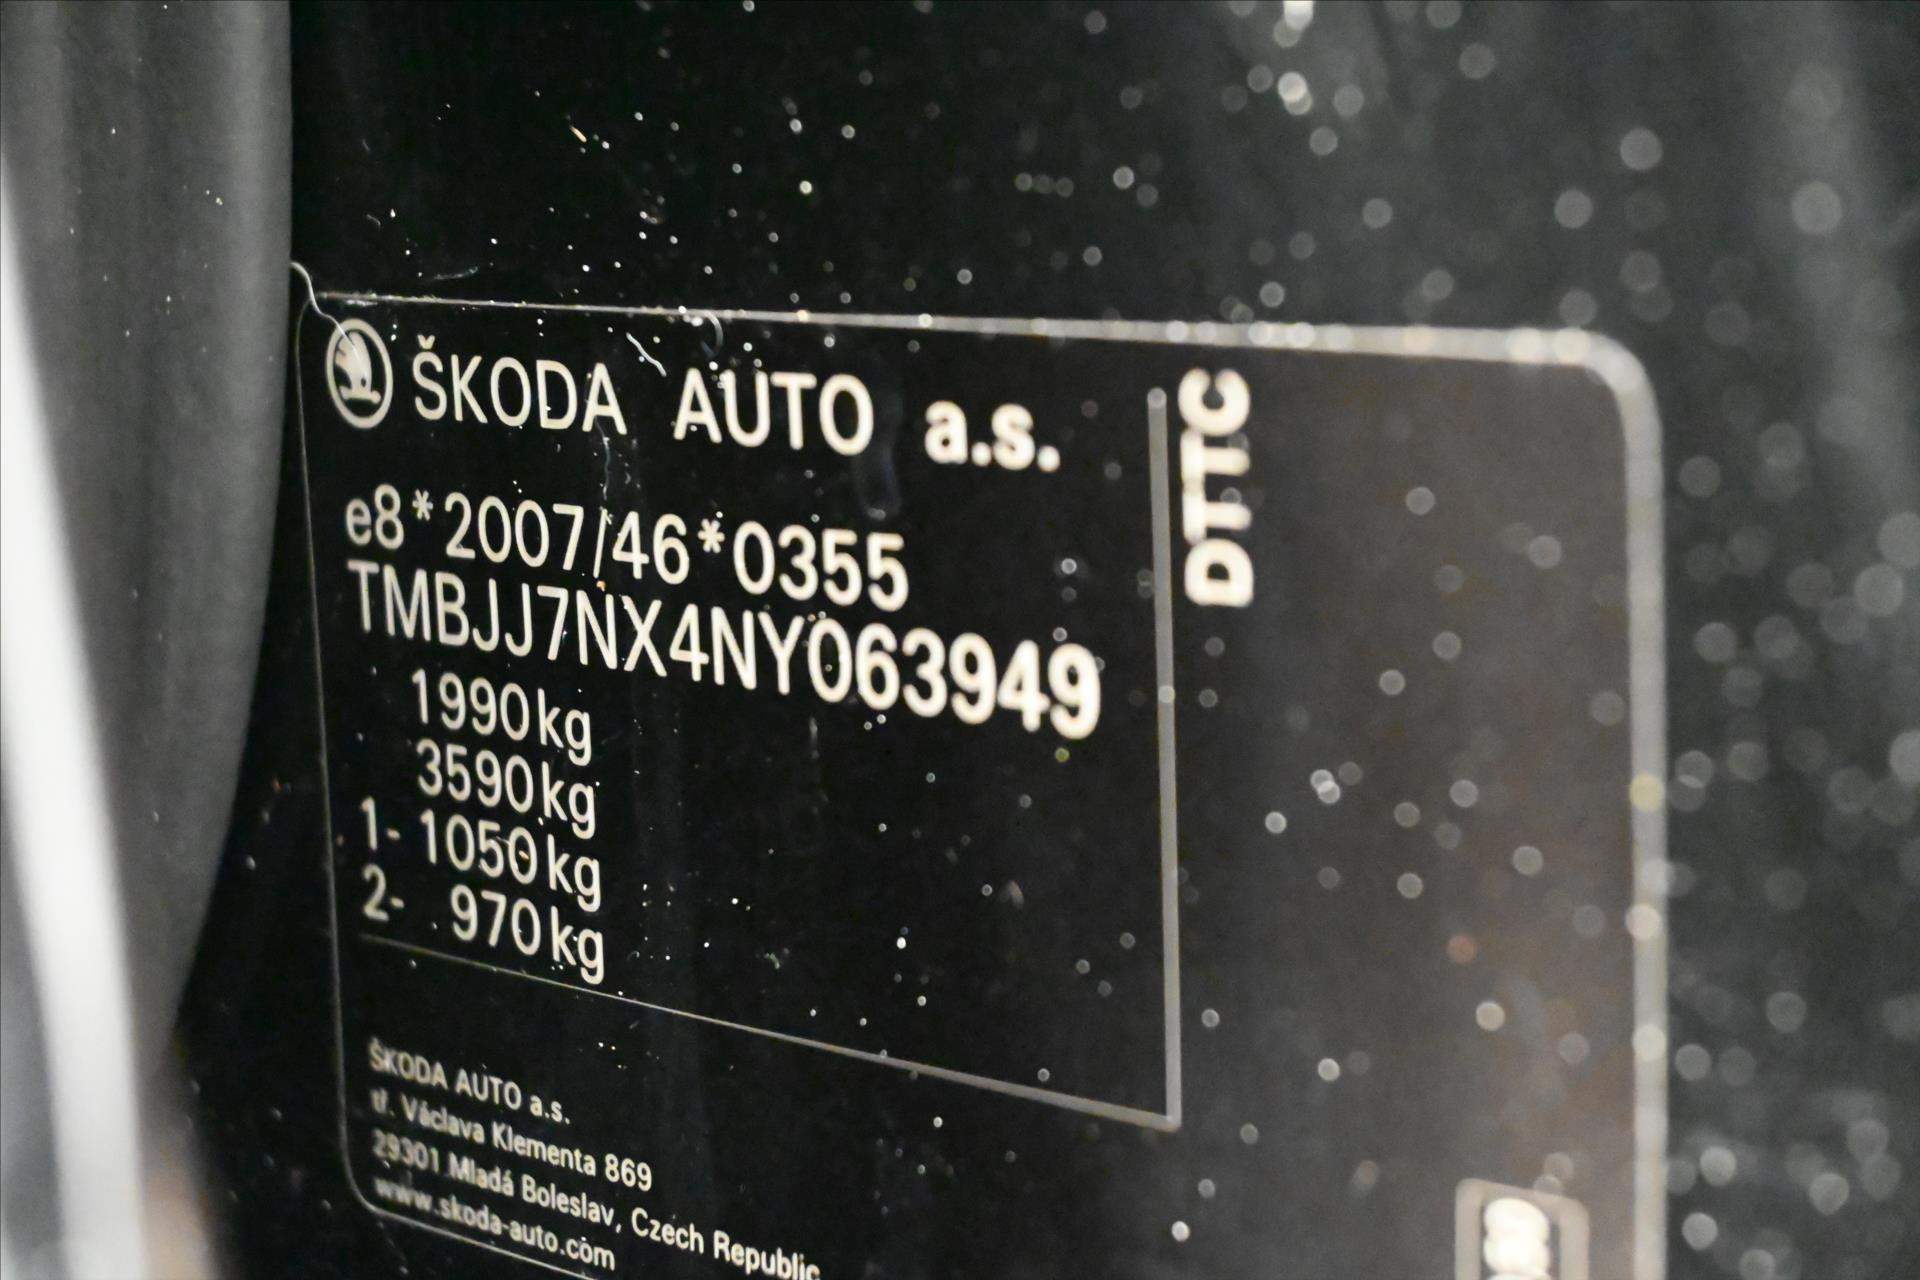 ŠKODA AUTO a.s.
DTTC
e8*2007/46*0355
TMBJJ7NX4NY063949
1990kg
3590kg
1- 1050kg
2- 970kg
ŠKODA AUTO a.s.
tř. Václava Klementa 869
29301 Mladá Boleslav, Czech Republic
www.skoda-auto.com